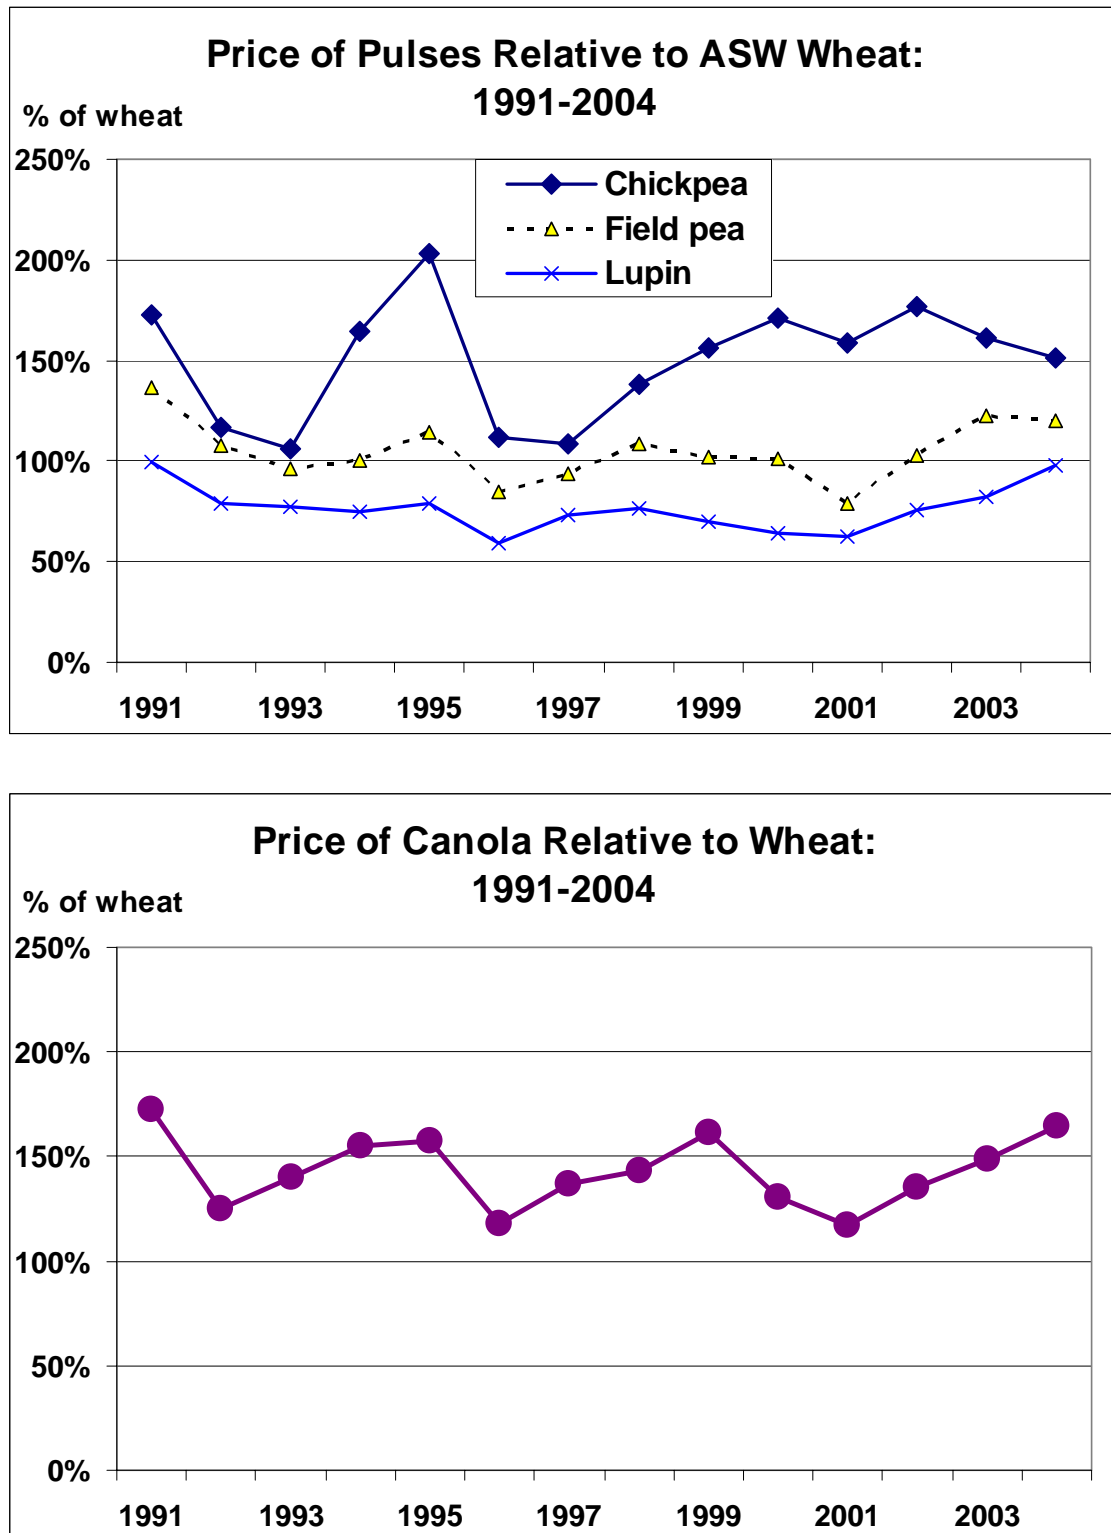 Price of Pulses Relative to ASW Wheat:
1991-2004
% of wheat
250%
Chickpea
Field pea
200%
Lupin
150%
100%
50%
0%
1991 1993 1995 1997 1999 2001 2003
Price of Canola Relative to Wheat:
1991-2004
% of wheat
250%
200%
150%
100%
50%
0%
1991 1993 1995 1997 1999 2001 2003